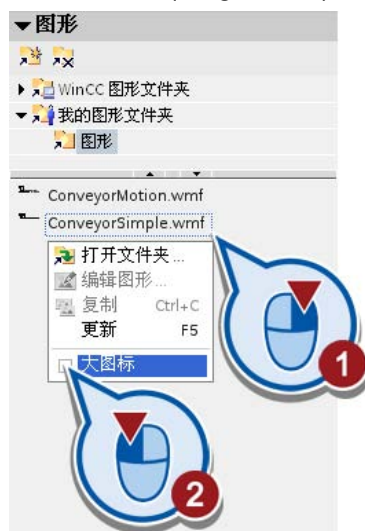 图形
WinCC 图形文件夹
我的图形文件夹
图形
ConveyorMotion.wmf
ConveyorSimple.wmf
打开文件夹...
编辑图形...
复制 Ctrl+C
更新 F5
大图标
1
2